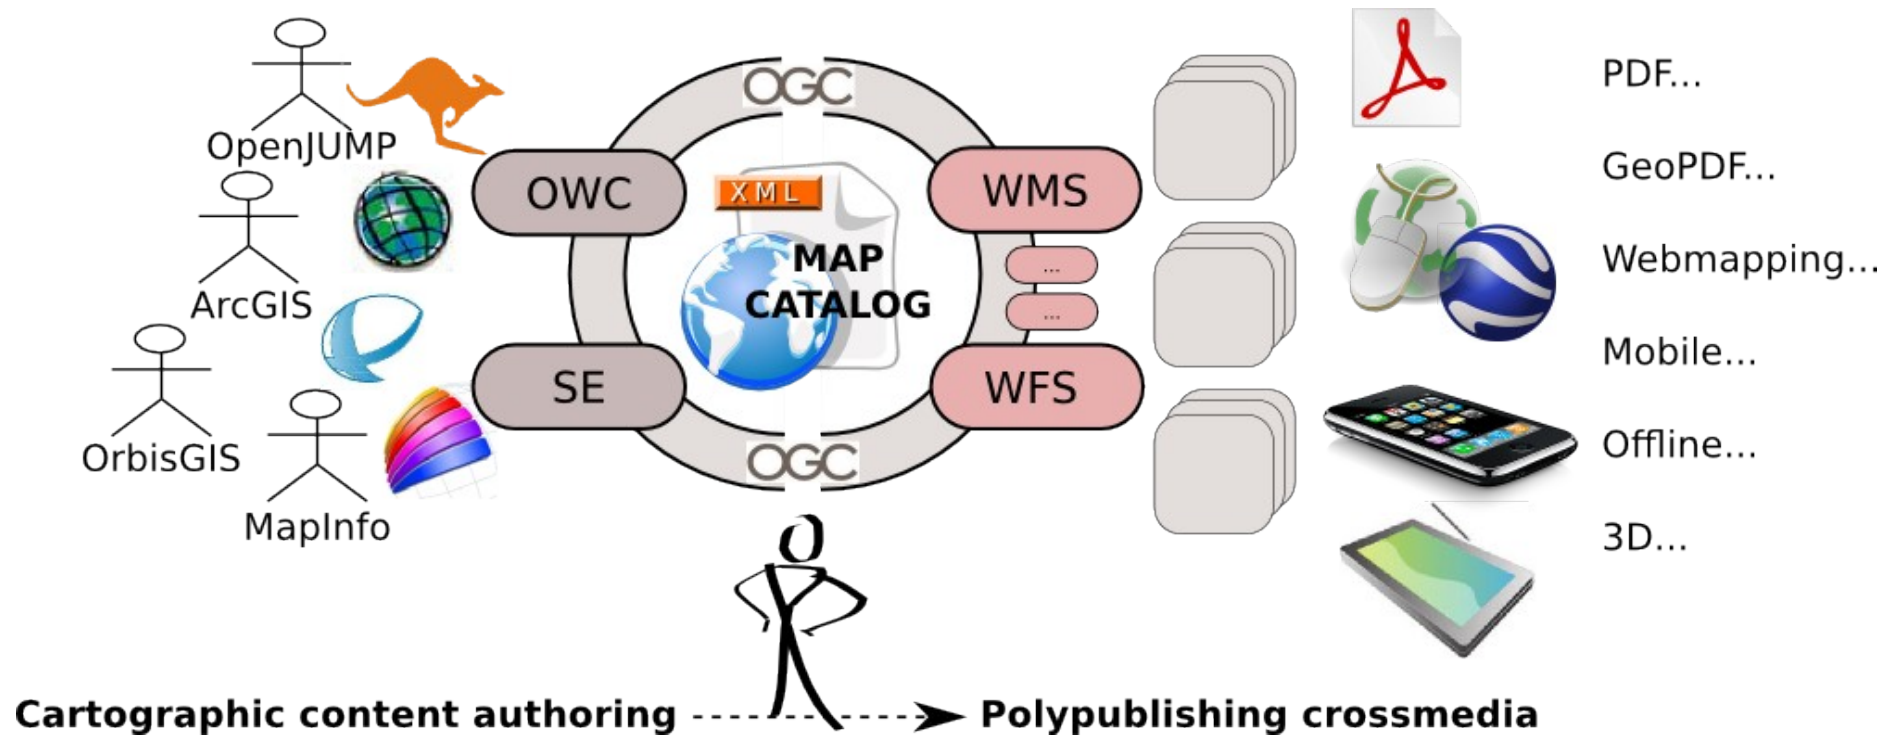 OpenJUMP
ArcGIS
OrbisGIS
MapInfo
OGC
OWC
SE
XML
MAP
CATALOG
WMS
...
...
WFS
OGC
PDF...
GeoPDF...
Webmapping...
Mobile...
Offline...
3D...
Cartographic content authoring
Polypublishing crossmedia